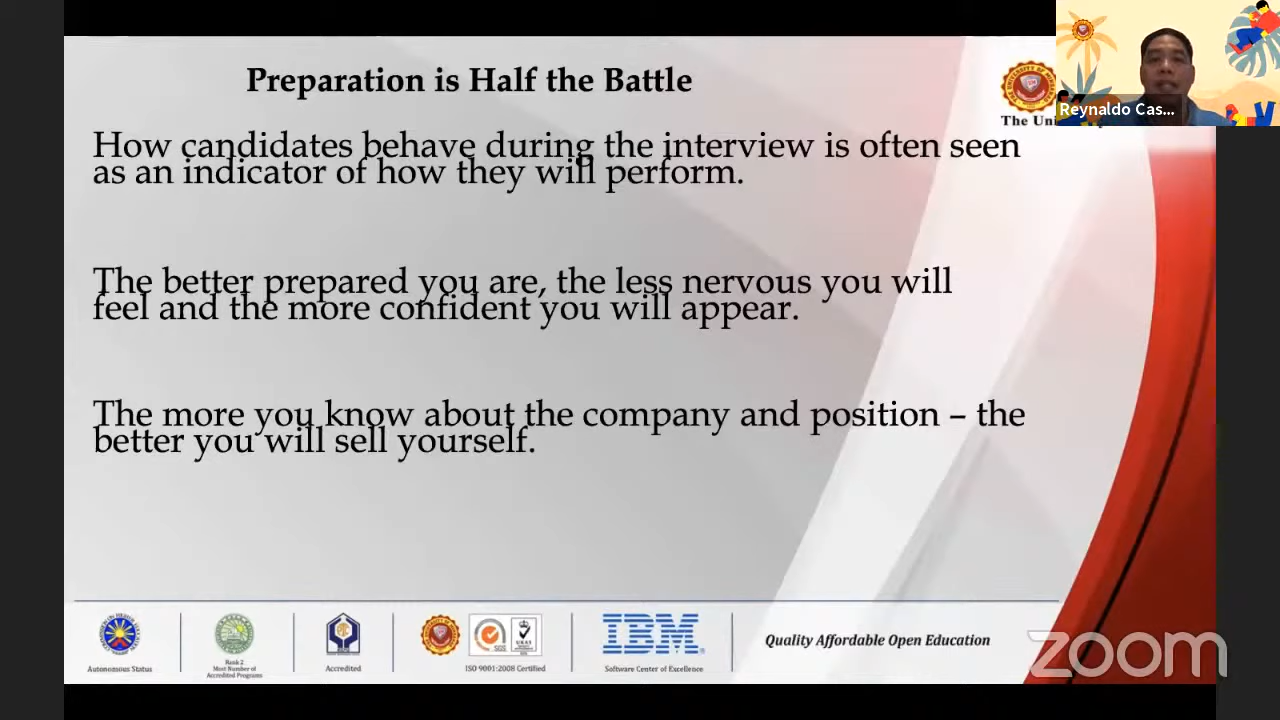 Preparation is Half the Battle
The Uni
Reynaldo Cas...
How candidates behave during the interview is often seen
as an indicator of how they will perform.
The better prepared you are, the less nervous you will
feel and the more confident you will appear.
The more you know about the company and position – the
better you will sell yourself.
Autonomous Status
Rank 2
Most Number of
Accredited Programs
Accredited
SGS
UKAS
ISO 9001:2008 Certified
IBM
Software Center of Excellence
Quality Affordable Open Education
zoom